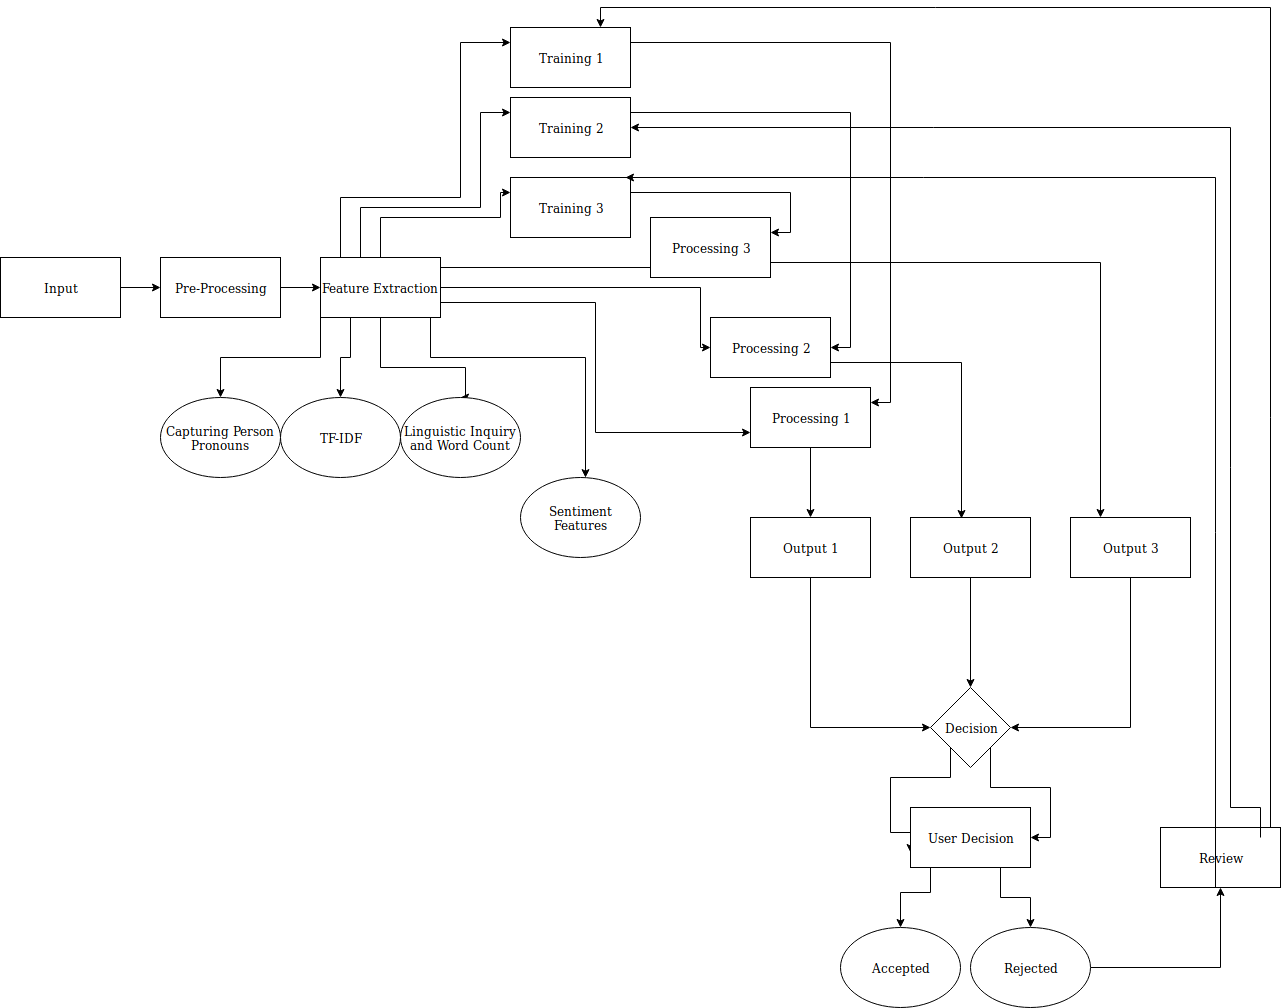 Training 1
Training 2
Training 3
Processing 3
Input
Pre-Processing
Feature Extraction
Processing 2
Processing 1
Capturing Person
Pronouns
TF-IDF
Linguistic Inquiry
and Word Count
Sentiment
Features
Output 1
Output 2
Output 3
Decision
User Decision
Review
Accepted
Rejected